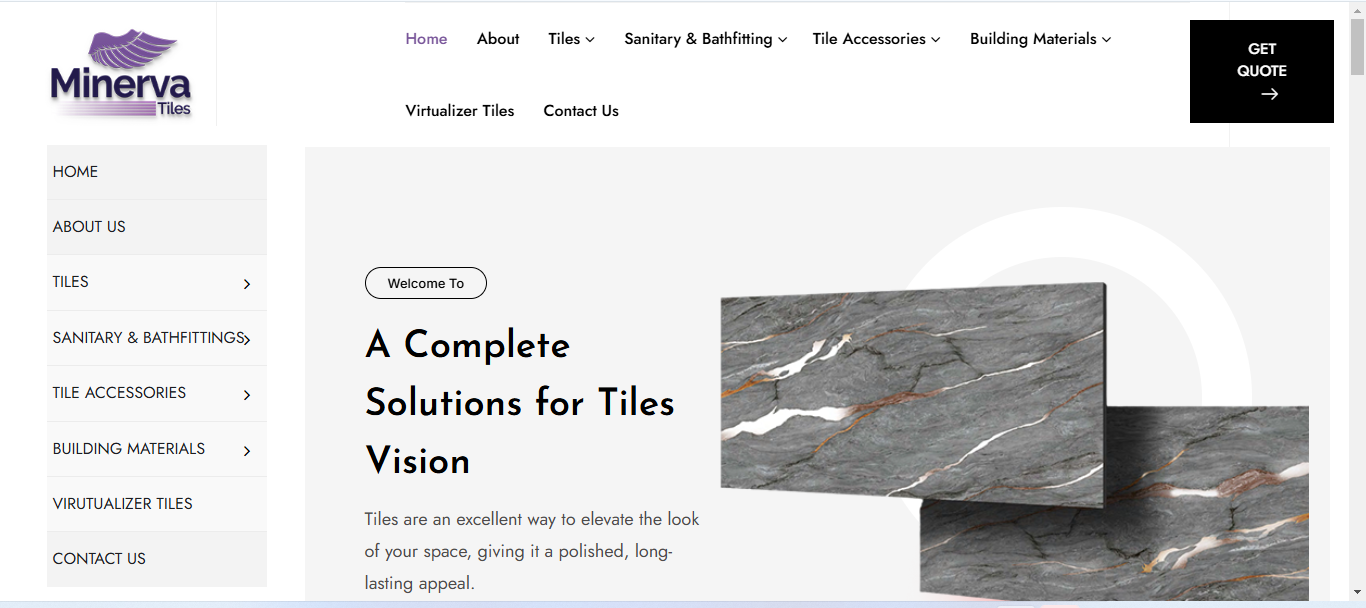 Minerva
Tiles
Home About Tiles Sanitary & Bathfitting Tile Accessories Building Materials
Virtualizer Tiles Contact Us
GET
QUOTE
HOME
ABOUT US
TILES
SANITARY & BATHFITTINGS
TILE ACCESSORIES
BUILDING MATERIALS
VIRUTUALIZER TILES
CONTACT US
Welcome To
A Complete
Solutions for Tiles
Vision
Tiles are an excellent way to elevate the look
of your space, giving it a polished, long-
lasting appeal.